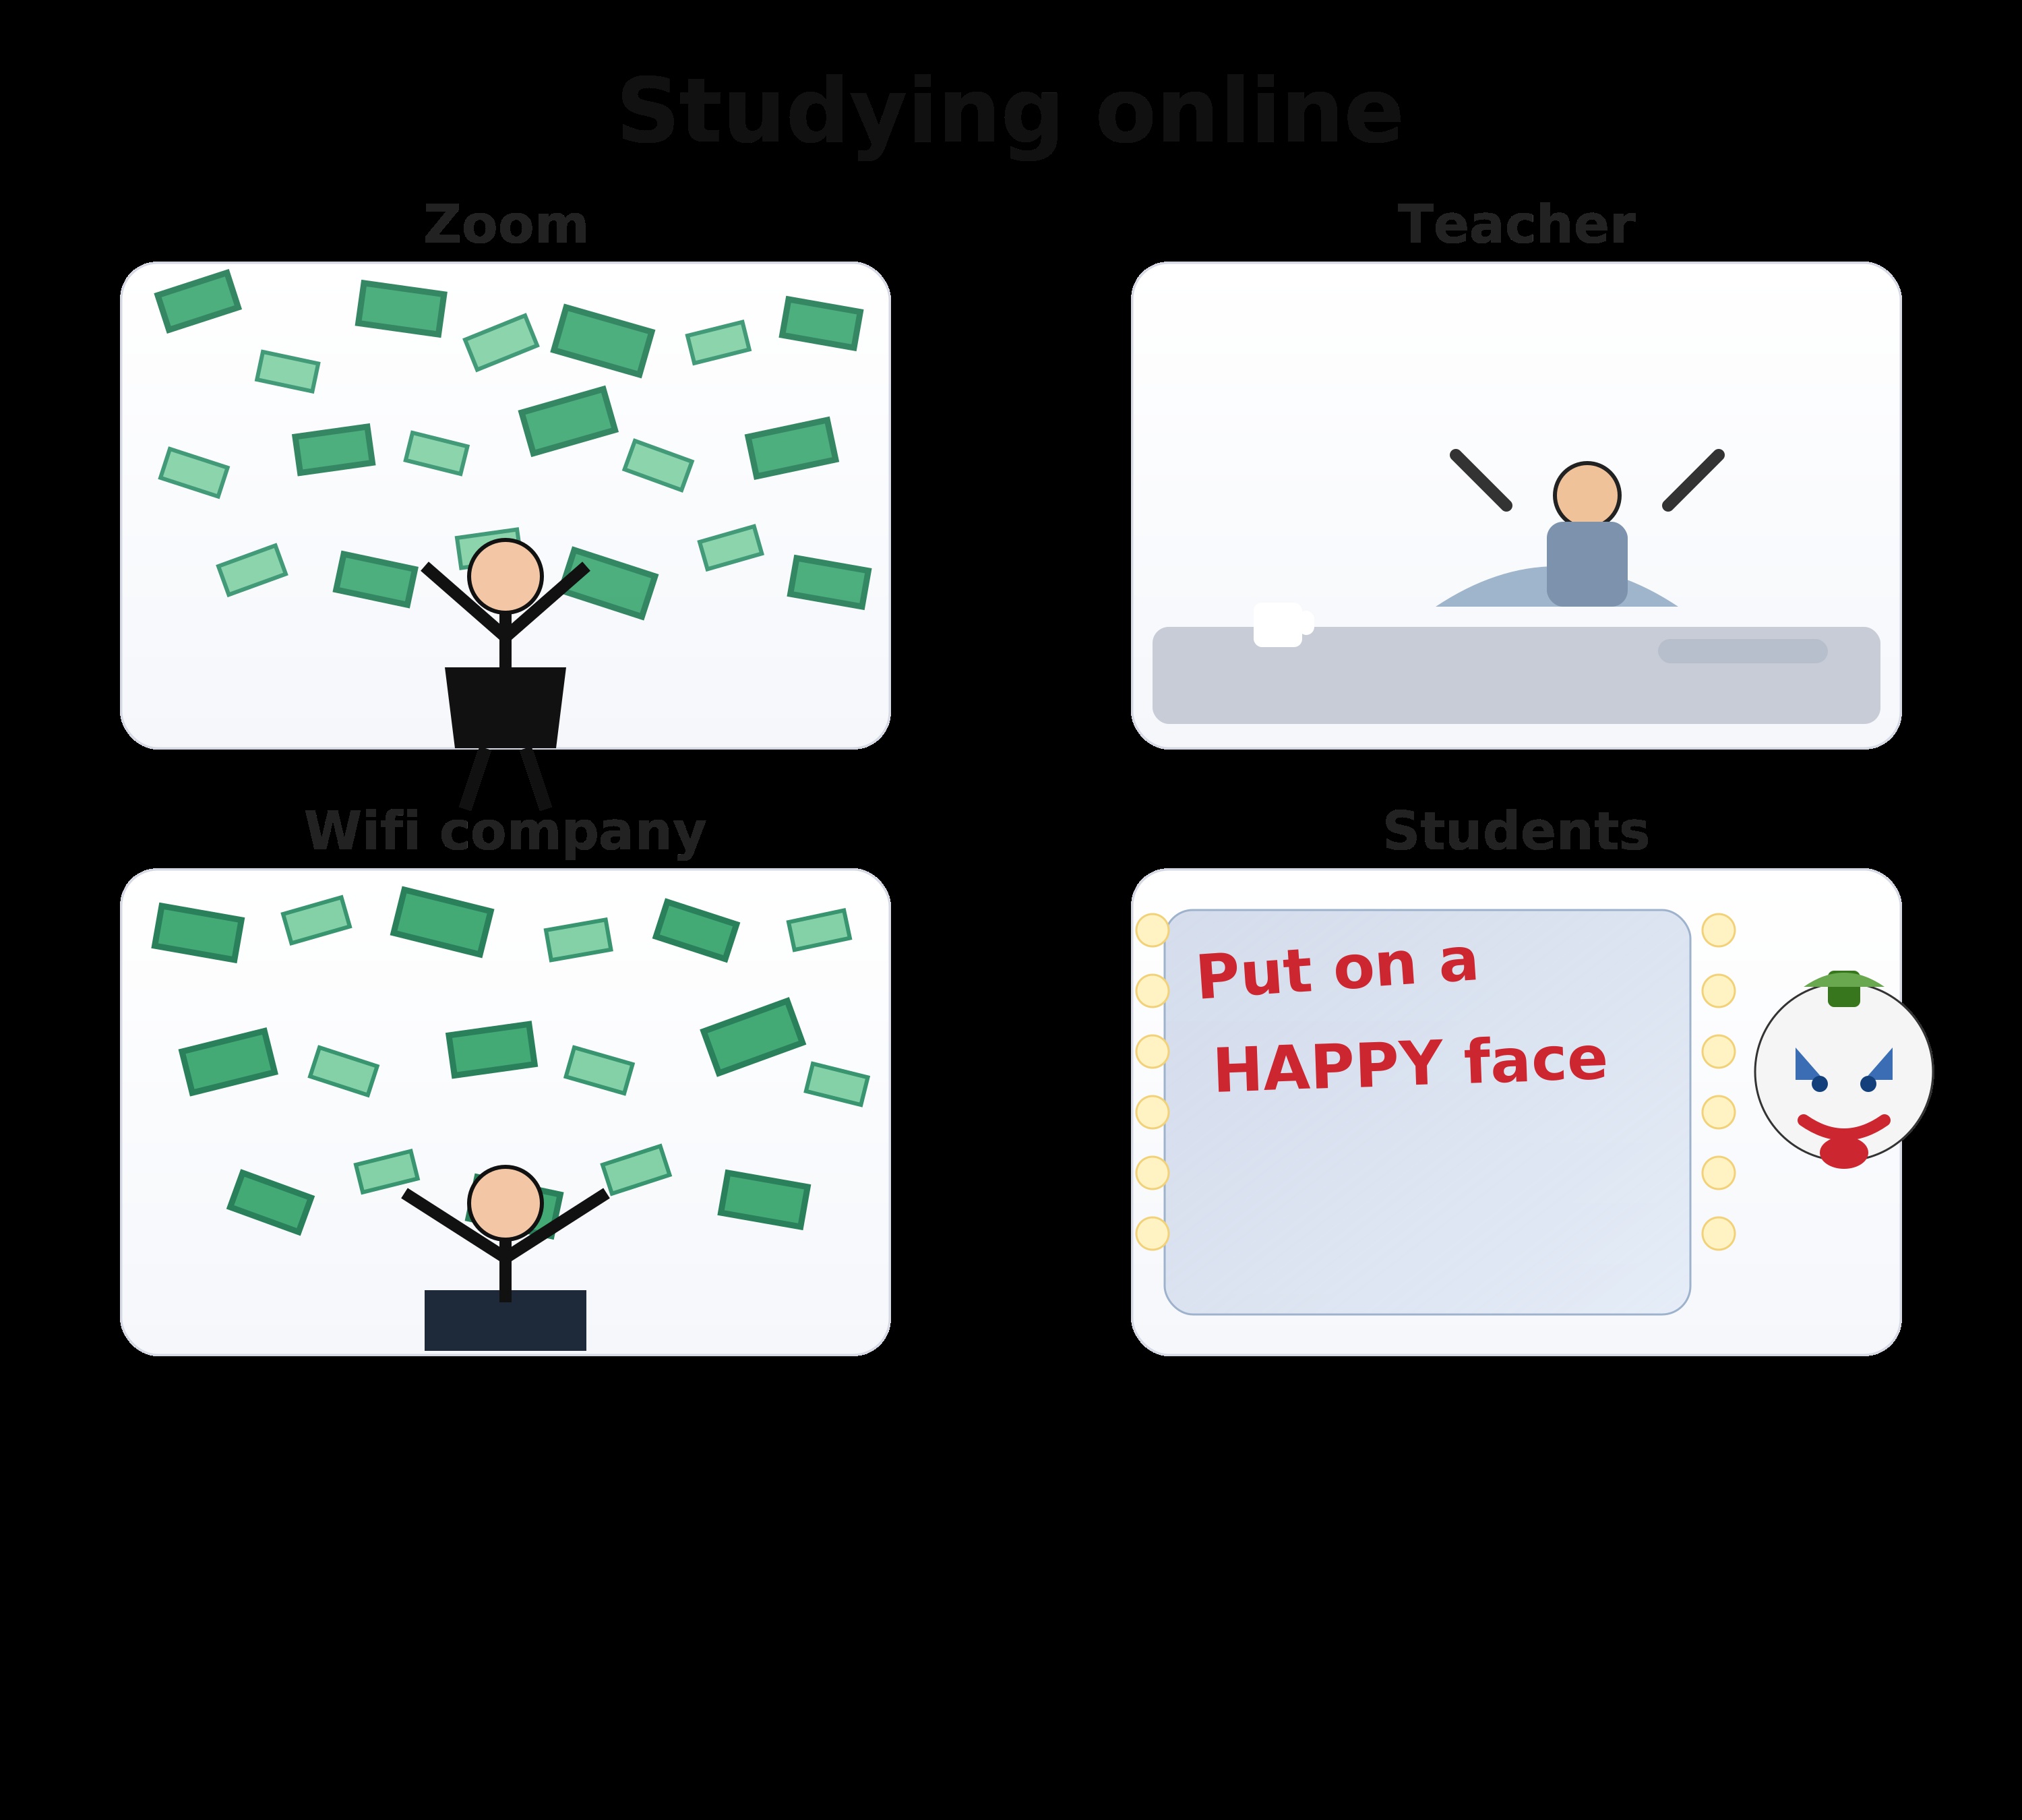 Studying online
Zoom
Teacher
Wifi company
Students
Put on a
HAPPY face